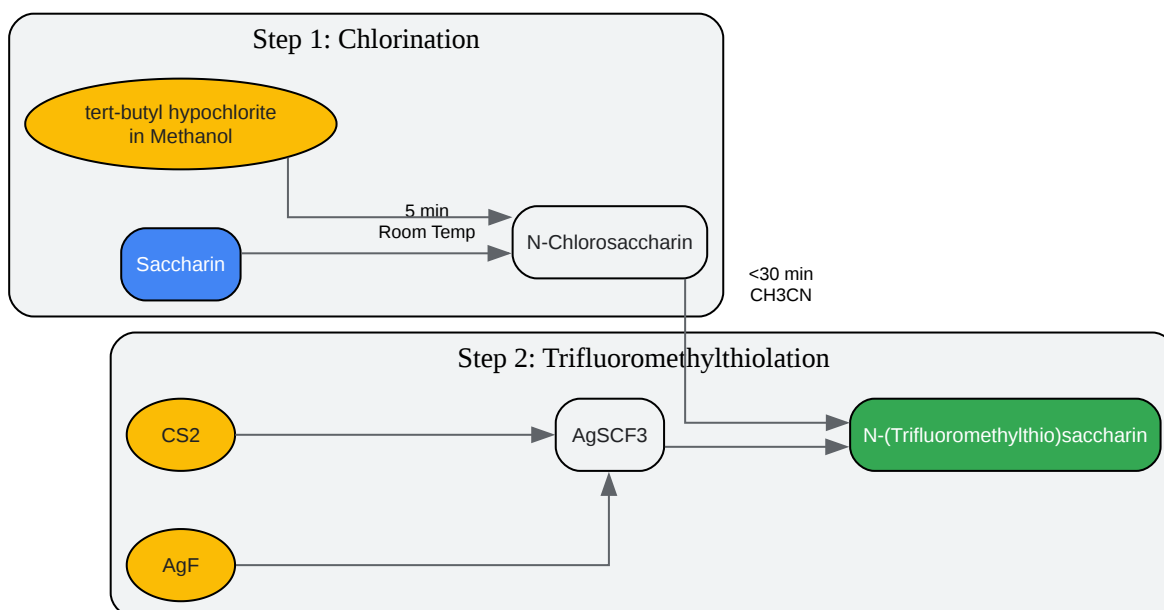 Step 1: Chlorination
tert-butyl hypochlorite
in Methanol
5 min
Room Temp
N-Chlorosaccharin
Saccharin
<30 min
CH3CN
Step 2: Trifluoromethylthiolation
CS2
AgSCF3
N-(Trifluoromethylthio)saccharin
AgF